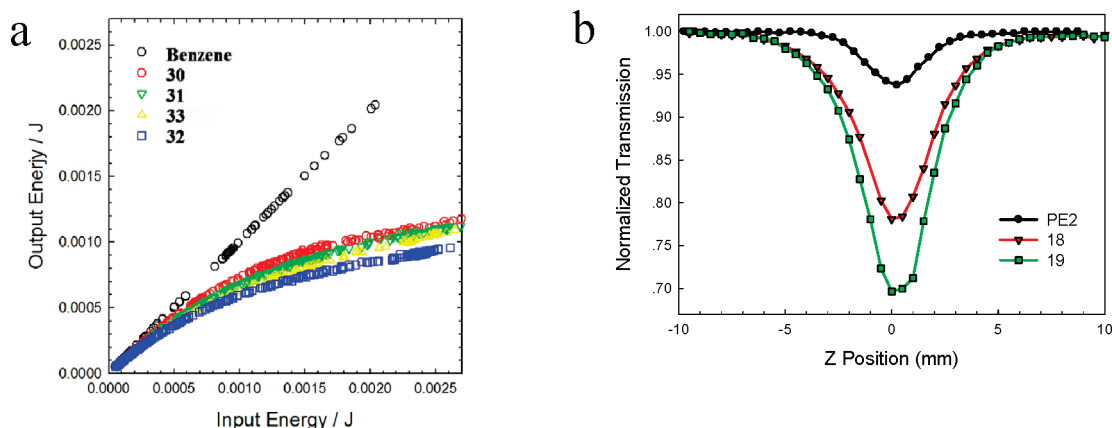 a
0.0025
0.0020
0.0015
0.0010
0.0005
0.0000
Output Enerjy / J
Benzene
30
31
33
32
0.0000 0.0005 0.0010 0.0015 0.0020 0.0025
Input Energy / J
b
1.00
.95
.90
.85
.80
.75
.70
Normalized Transmission
PE2
18
19
-10 -5 0 5 10
Z Position (mm)